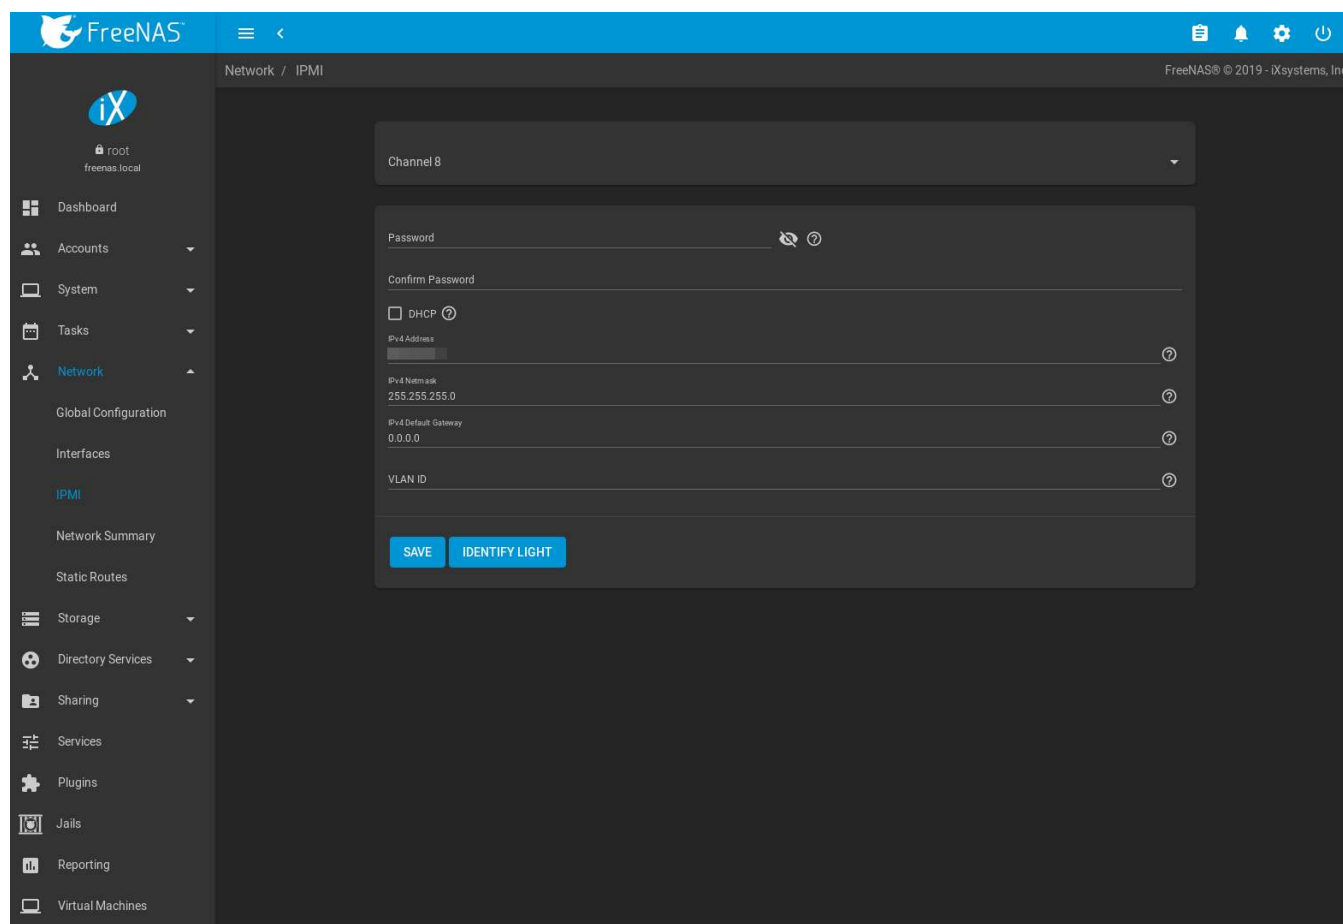 FreeNAS™
Network / IPMI
FreeNAS® © 2019 - iXsystems, Inc
iX
root
freenas.local
Dashboard
Accounts
System
Tasks
Network
Global Configuration
Interfaces
IPMI
Network Summary
Static Routes
Storage
Directory Services
Sharing
Services
Plugins
Jails
Reporting
Virtual Machines
Channel 8
Password
Confirm Password
DHCP
IPv4 Address
IPv4 Netmask
255.255.255.0
IPv4 Default Gateway
0.0.0.0
VLAN ID
SAVE IDENTIFY LIGHT